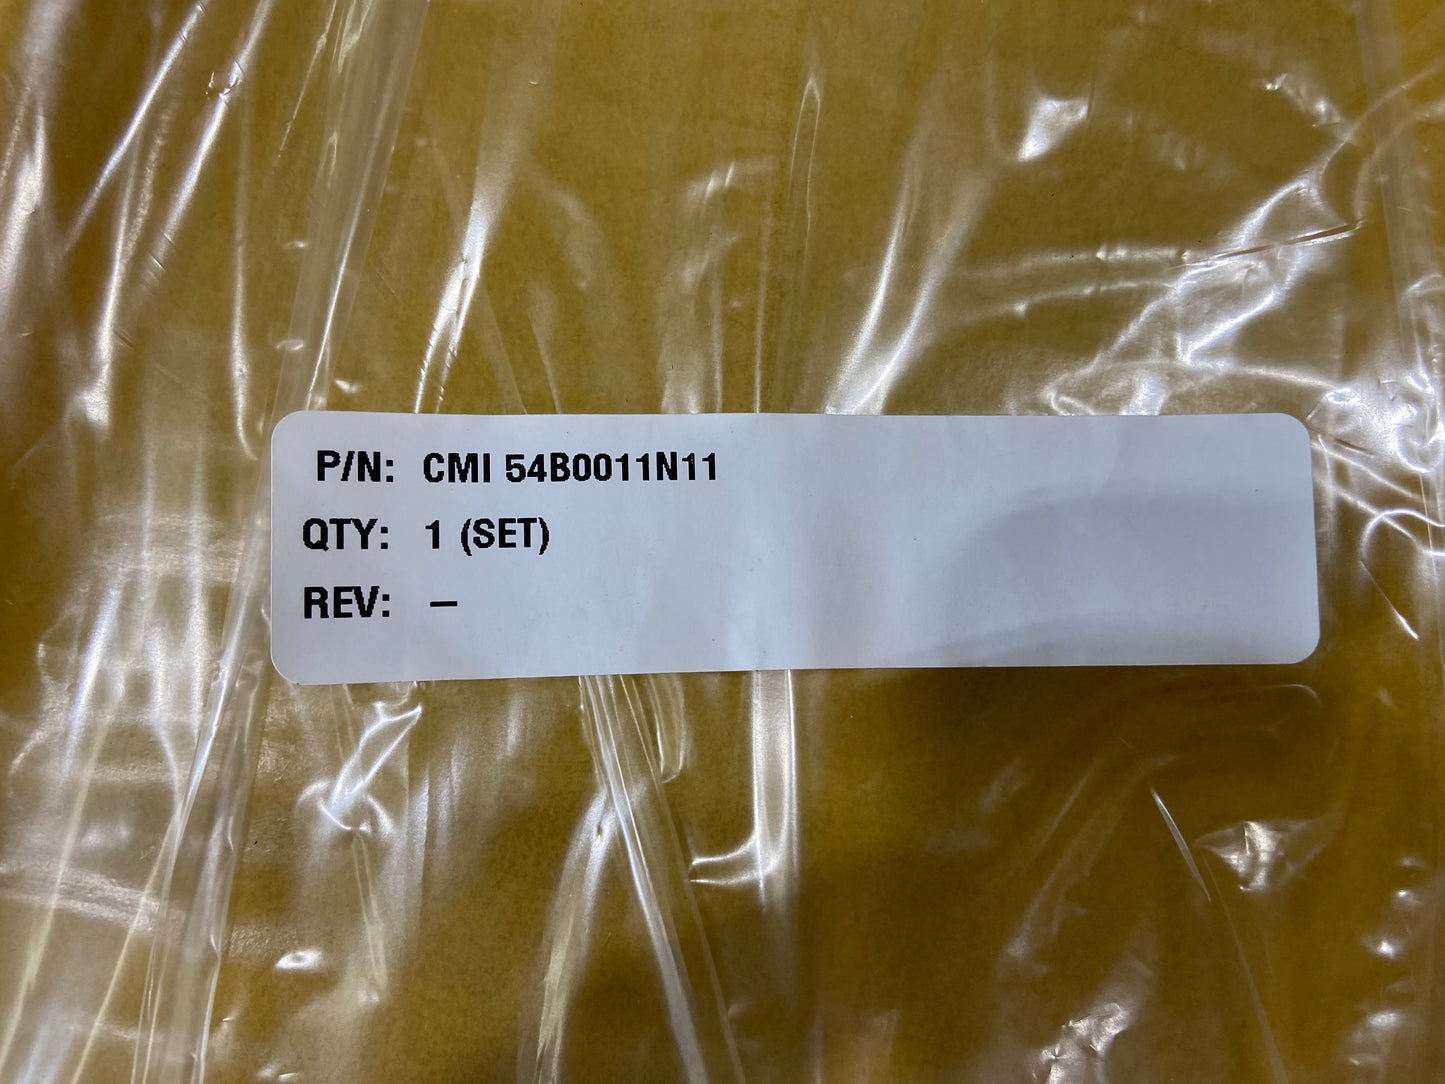 P/N: CMI 54B0011N11
QTY: 1 (SET)
REV: –